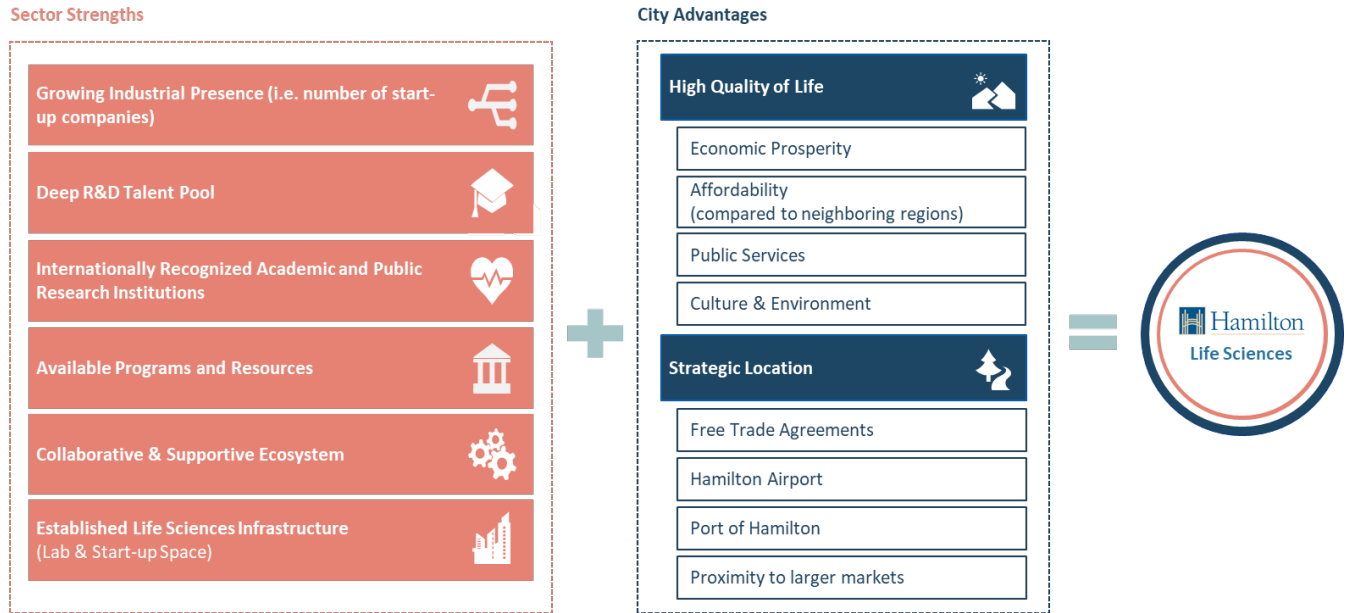 Sector Strengths
Growing Industrial Presence (i.e. number of start-
up companies)
Deep R&D Talent Pool
Internationally Recognized Academic and Public
Research Institutions
Available Programs and Resources
Collaborative & Supportive Ecosystem
Established Life Sciences Infrastructure
(Lab & Start-up Space)
City Advantages
High Quality of Life
Economic Prosperity
Affordability
(compared to neighboring regions)
Public Services
Culture & Environment
Strategic Location
Free Trade Agreements
Hamilton Airport
Port of Hamilton
Proximity to larger markets
Hamilton
Life Sciences